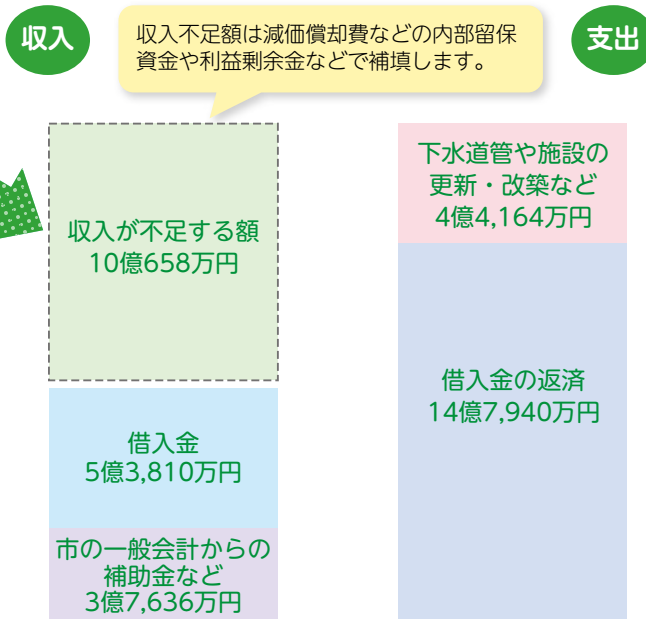 収入
収入不足額は減価償却費などの内部留保
資金や利益剰余金などで補填します。
支出
収入が不足する額
10億658万円
借入金
5億3,810万円
市の一般会計からの
補助金など
3億7,636万円
下水道管や施設の
更新・改築など
4億4,164万円
借入金の返済
14億7,940万円